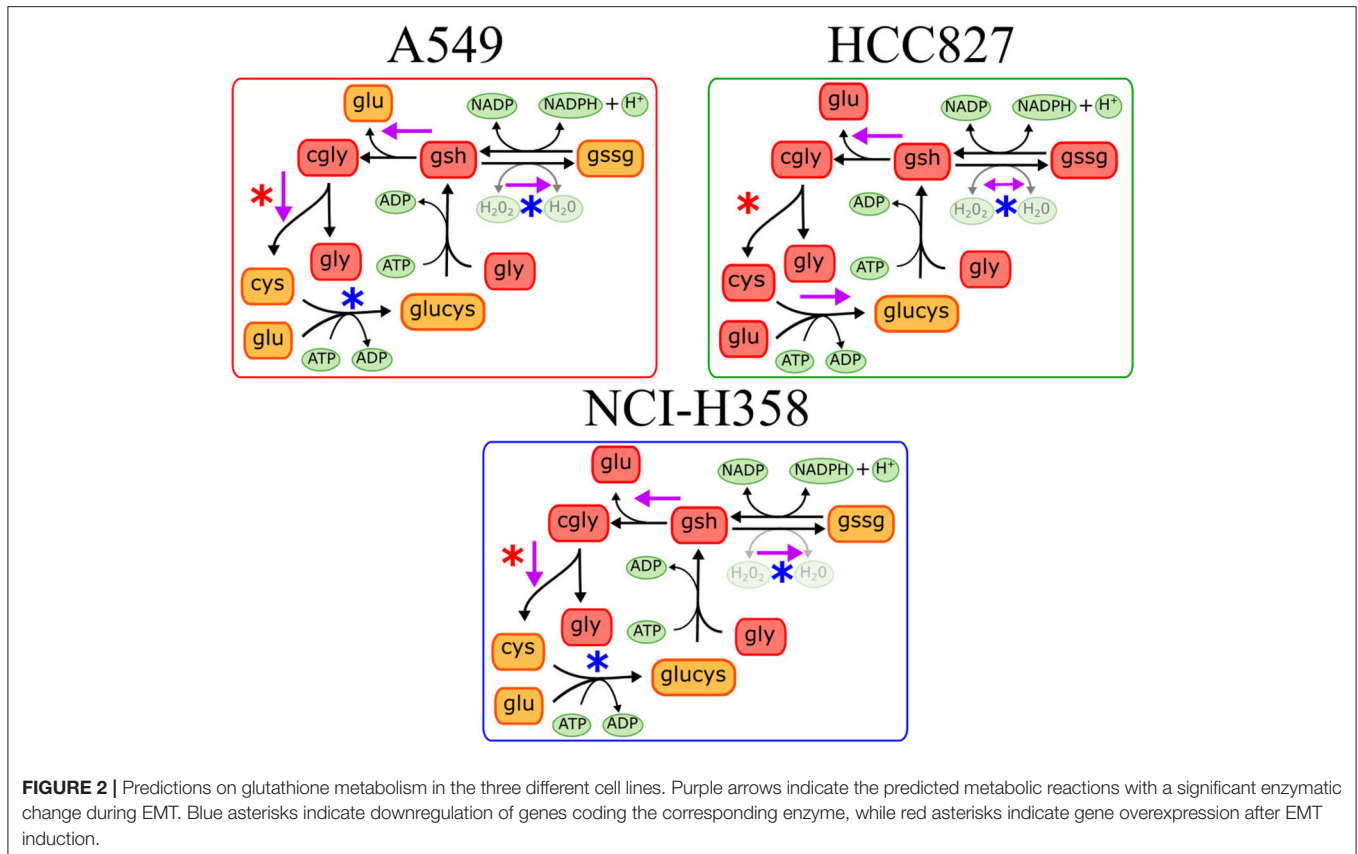 A549
glu
NADP
NADPH + H⁺
cgly
gsh
gssg
H₂O₂
H₂O
ADP
gly
ATP
gly
cys
glucys
glu
ATP
ADP
HCC827
glu
NADP
NADPH + H⁺
cgly
gsh
gssg
H₂O₂
H₂O
ADP
gly
ATP
gly
cys
glucys
glu
ATP
ADP
NCI-H358
glu
NADP
NADPH + H⁺
cgly
gsh
gssg
H₂O₂
H₂O
ADP
gly
ATP
gly
cys
glucys
glu
ATP
ADP
FIGURE 2 | Predictions on glutathione metabolism in the three different cell lines. Purple arrows indicate the predicted metabolic reactions with a significant enzymatic
change during EMT. Blue asterisks indicate downregulation of genes coding the corresponding enzyme, while red asterisks indicate gene overexpression after EMT
induction.